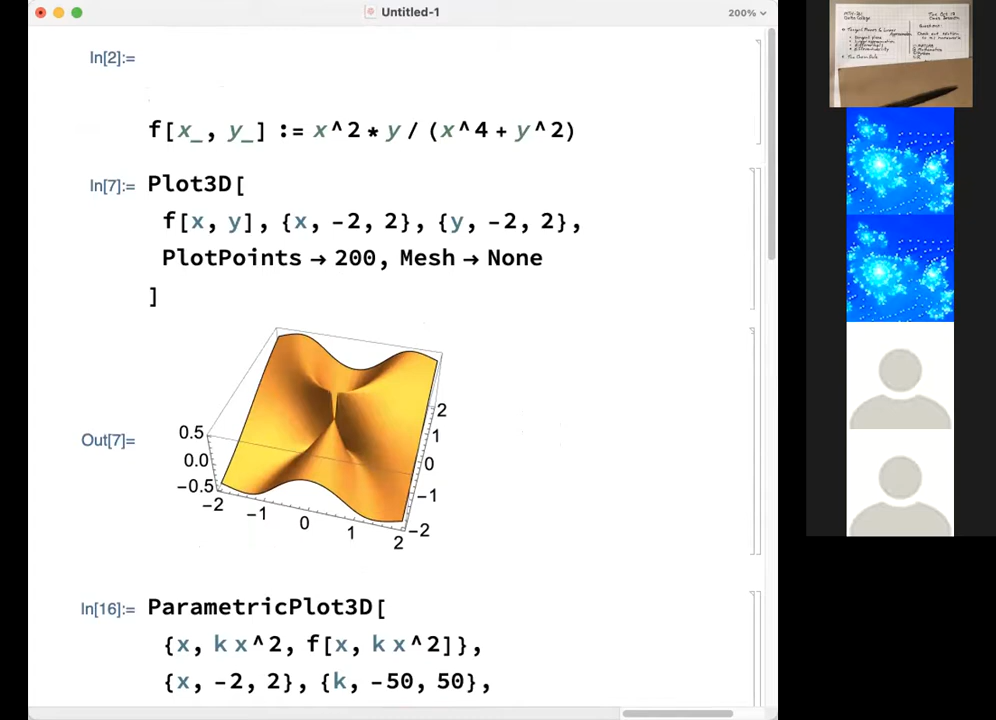 Untitled-1
200%
In[2]:=
f[x_, y_] := x^2*y/(x^4+y^2)
In[7]:= Plot3D[
f[x, y], {x, -2, 2}, {y, -2, 2},
PlotPoints → 200, Mesh → None
]
Out[7]=
0.5
0.0
-0.5
-2
-1
0
1
2
2
1
0
-1
-2
In[16]:= ParametricPlot3D[
{x, k x^2, f[x, k x^2]},
{x, -2, 2}, {k, -50, 50},